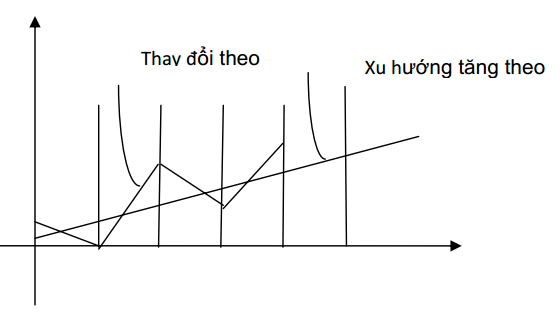 Thay đổi theo
Xu hướng tăng theo